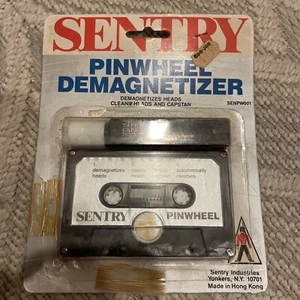 SENTRY
PINWHEEL
DEMAGNETIZER
DEMAGNETIZES HEADS
CLEANS HEADS AND CAPSTAN
SENPW001
demagnetizes
heads
automatically
SENTRY
PINWHEEL
Sentry Industries
Yonkers, N.Y. 10701
Made in Hong Kong